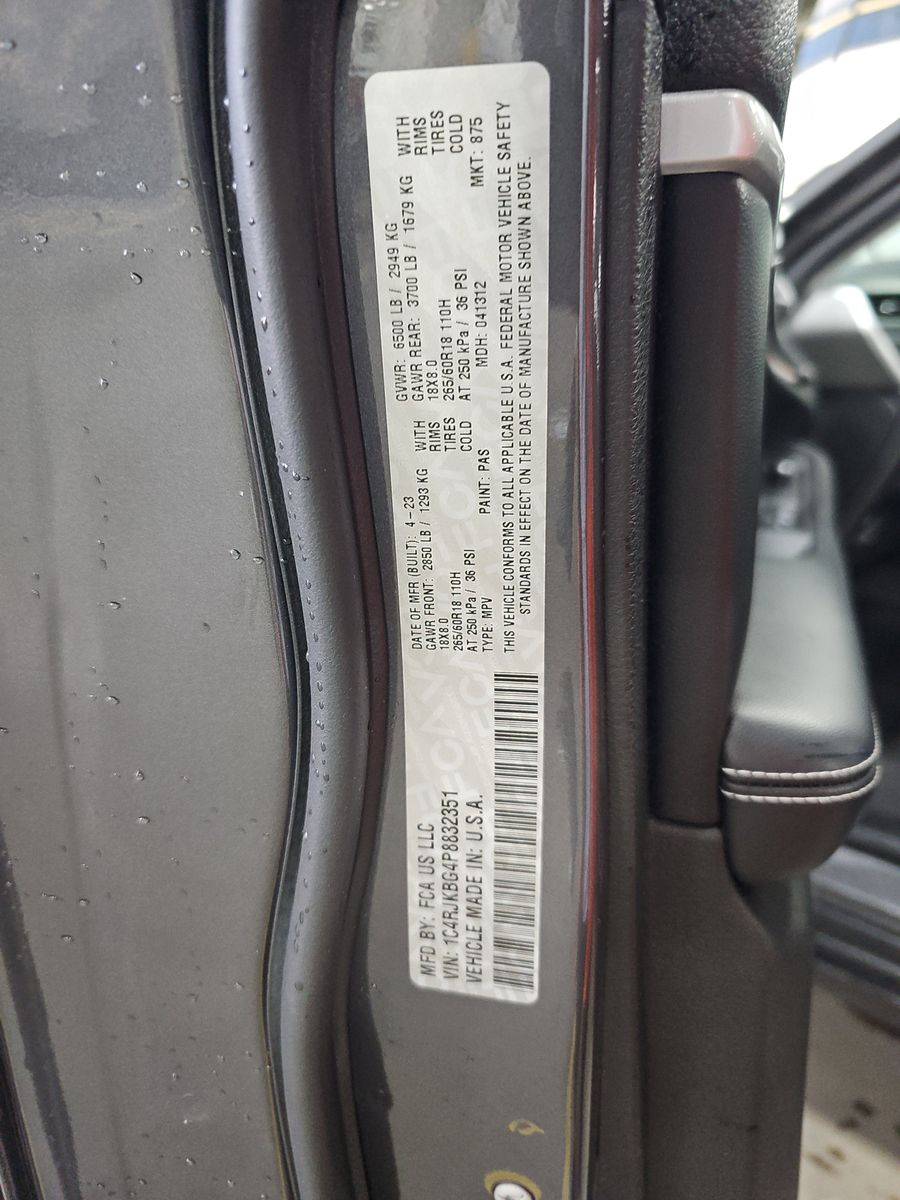 MFD BY: FCA US LLC
VIN: 1C4RJKBG4P8832351
VEHICLE MADE IN: U.S.A.
DATE OF MFR (BUILT): 4-23 GVWR: 6500 LB / 2949 KG
GAWR FRONT: 2850 LB / 1293 KG WITH GAWR REAR: 3700 LB / 1679 KG WITH
18X8.0 RIMS 18X8.0 RIMS
265/60R18 110H TIRES 265/60R18 110H TIRES
AT 250 kPa / 36 PSI COLD AT 250 kPa / 36 PSI COLD
TYPE: MPV PAINT: PAS MDH: 041312 MKT: 875
THIS VEHICLE CONFORMS TO ALL APPLICABLE U.S.A. FEDERAL MOTOR VEHICLE SAFETY
STANDARDS IN EFFECT ON THE DATE OF MANUFACTURE SHOWN ABOVE.